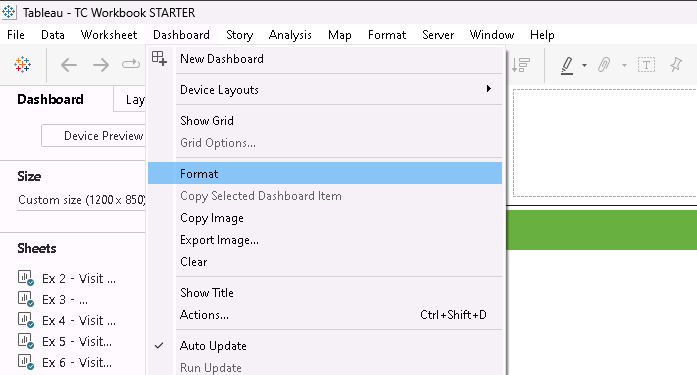 Tableau - TC Workbook STARTER
File Data Worksheet Dashboard Story Analysis Map Format Server Window Help
Dashboard Lay
Device Preview
Size
Custom size (1200 x 850)
Sheets
Ex 2 - Visit ...
Ex 3 - ...
Ex 4 - Visit...
Ex 5 - Visit...
Ex 6 - Visit...
New Dashboard
Device Layouts
Show Grid
Grid Options...
Format
Copy Selected Dashboard Item
Copy Image
Export Image...
Clear
Show Title
Actions... Ctrl+Shift+D
Auto Update
Run Update
T